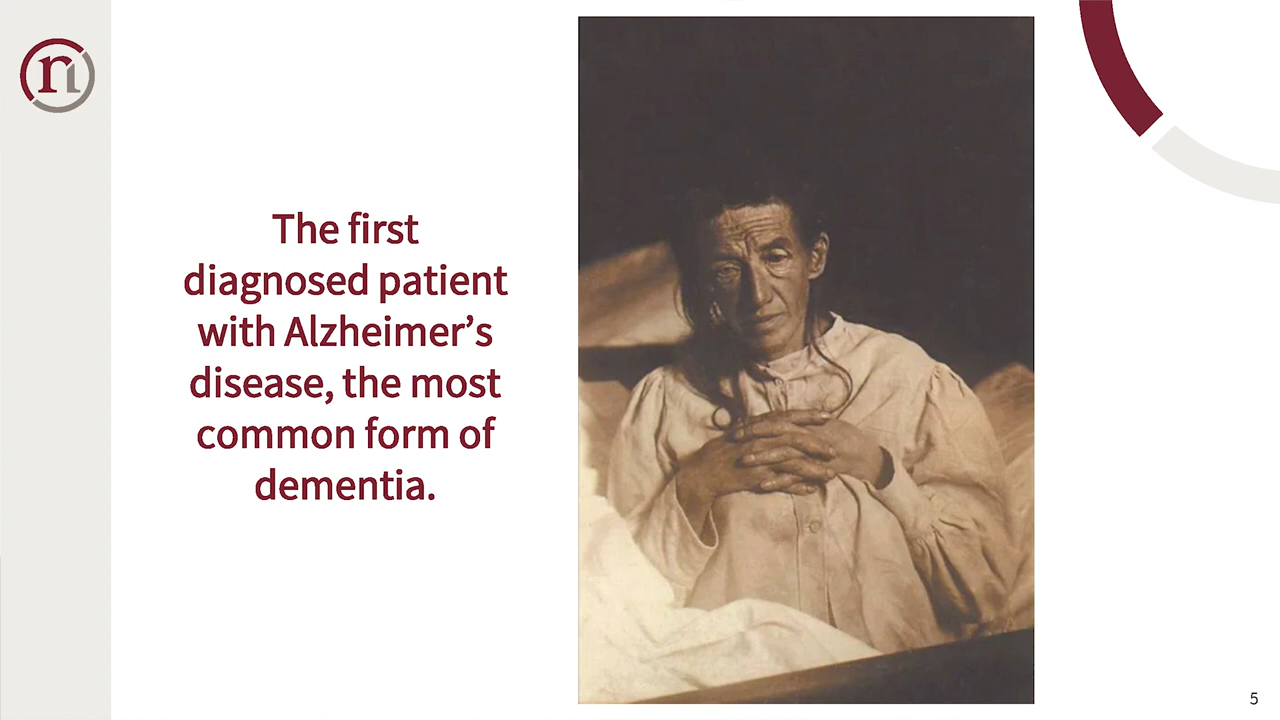 The first
diagnosed patient
with Alzheimer’s
disease, the most
common form of
dementia.
5